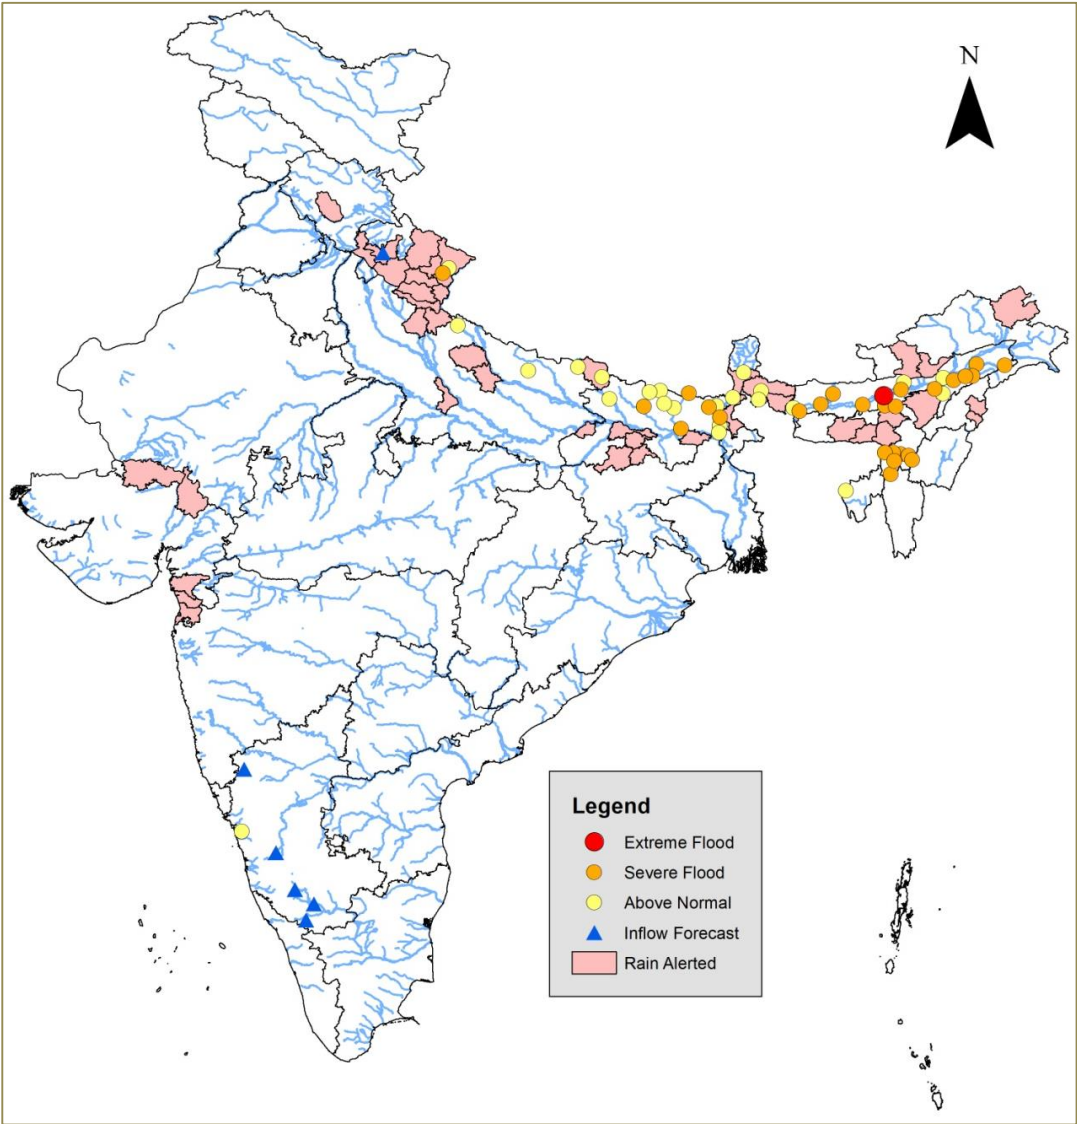 N
Legend
Extreme Flood
Severe Flood
Above Normal
Inflow Forecast
Rain Alerted